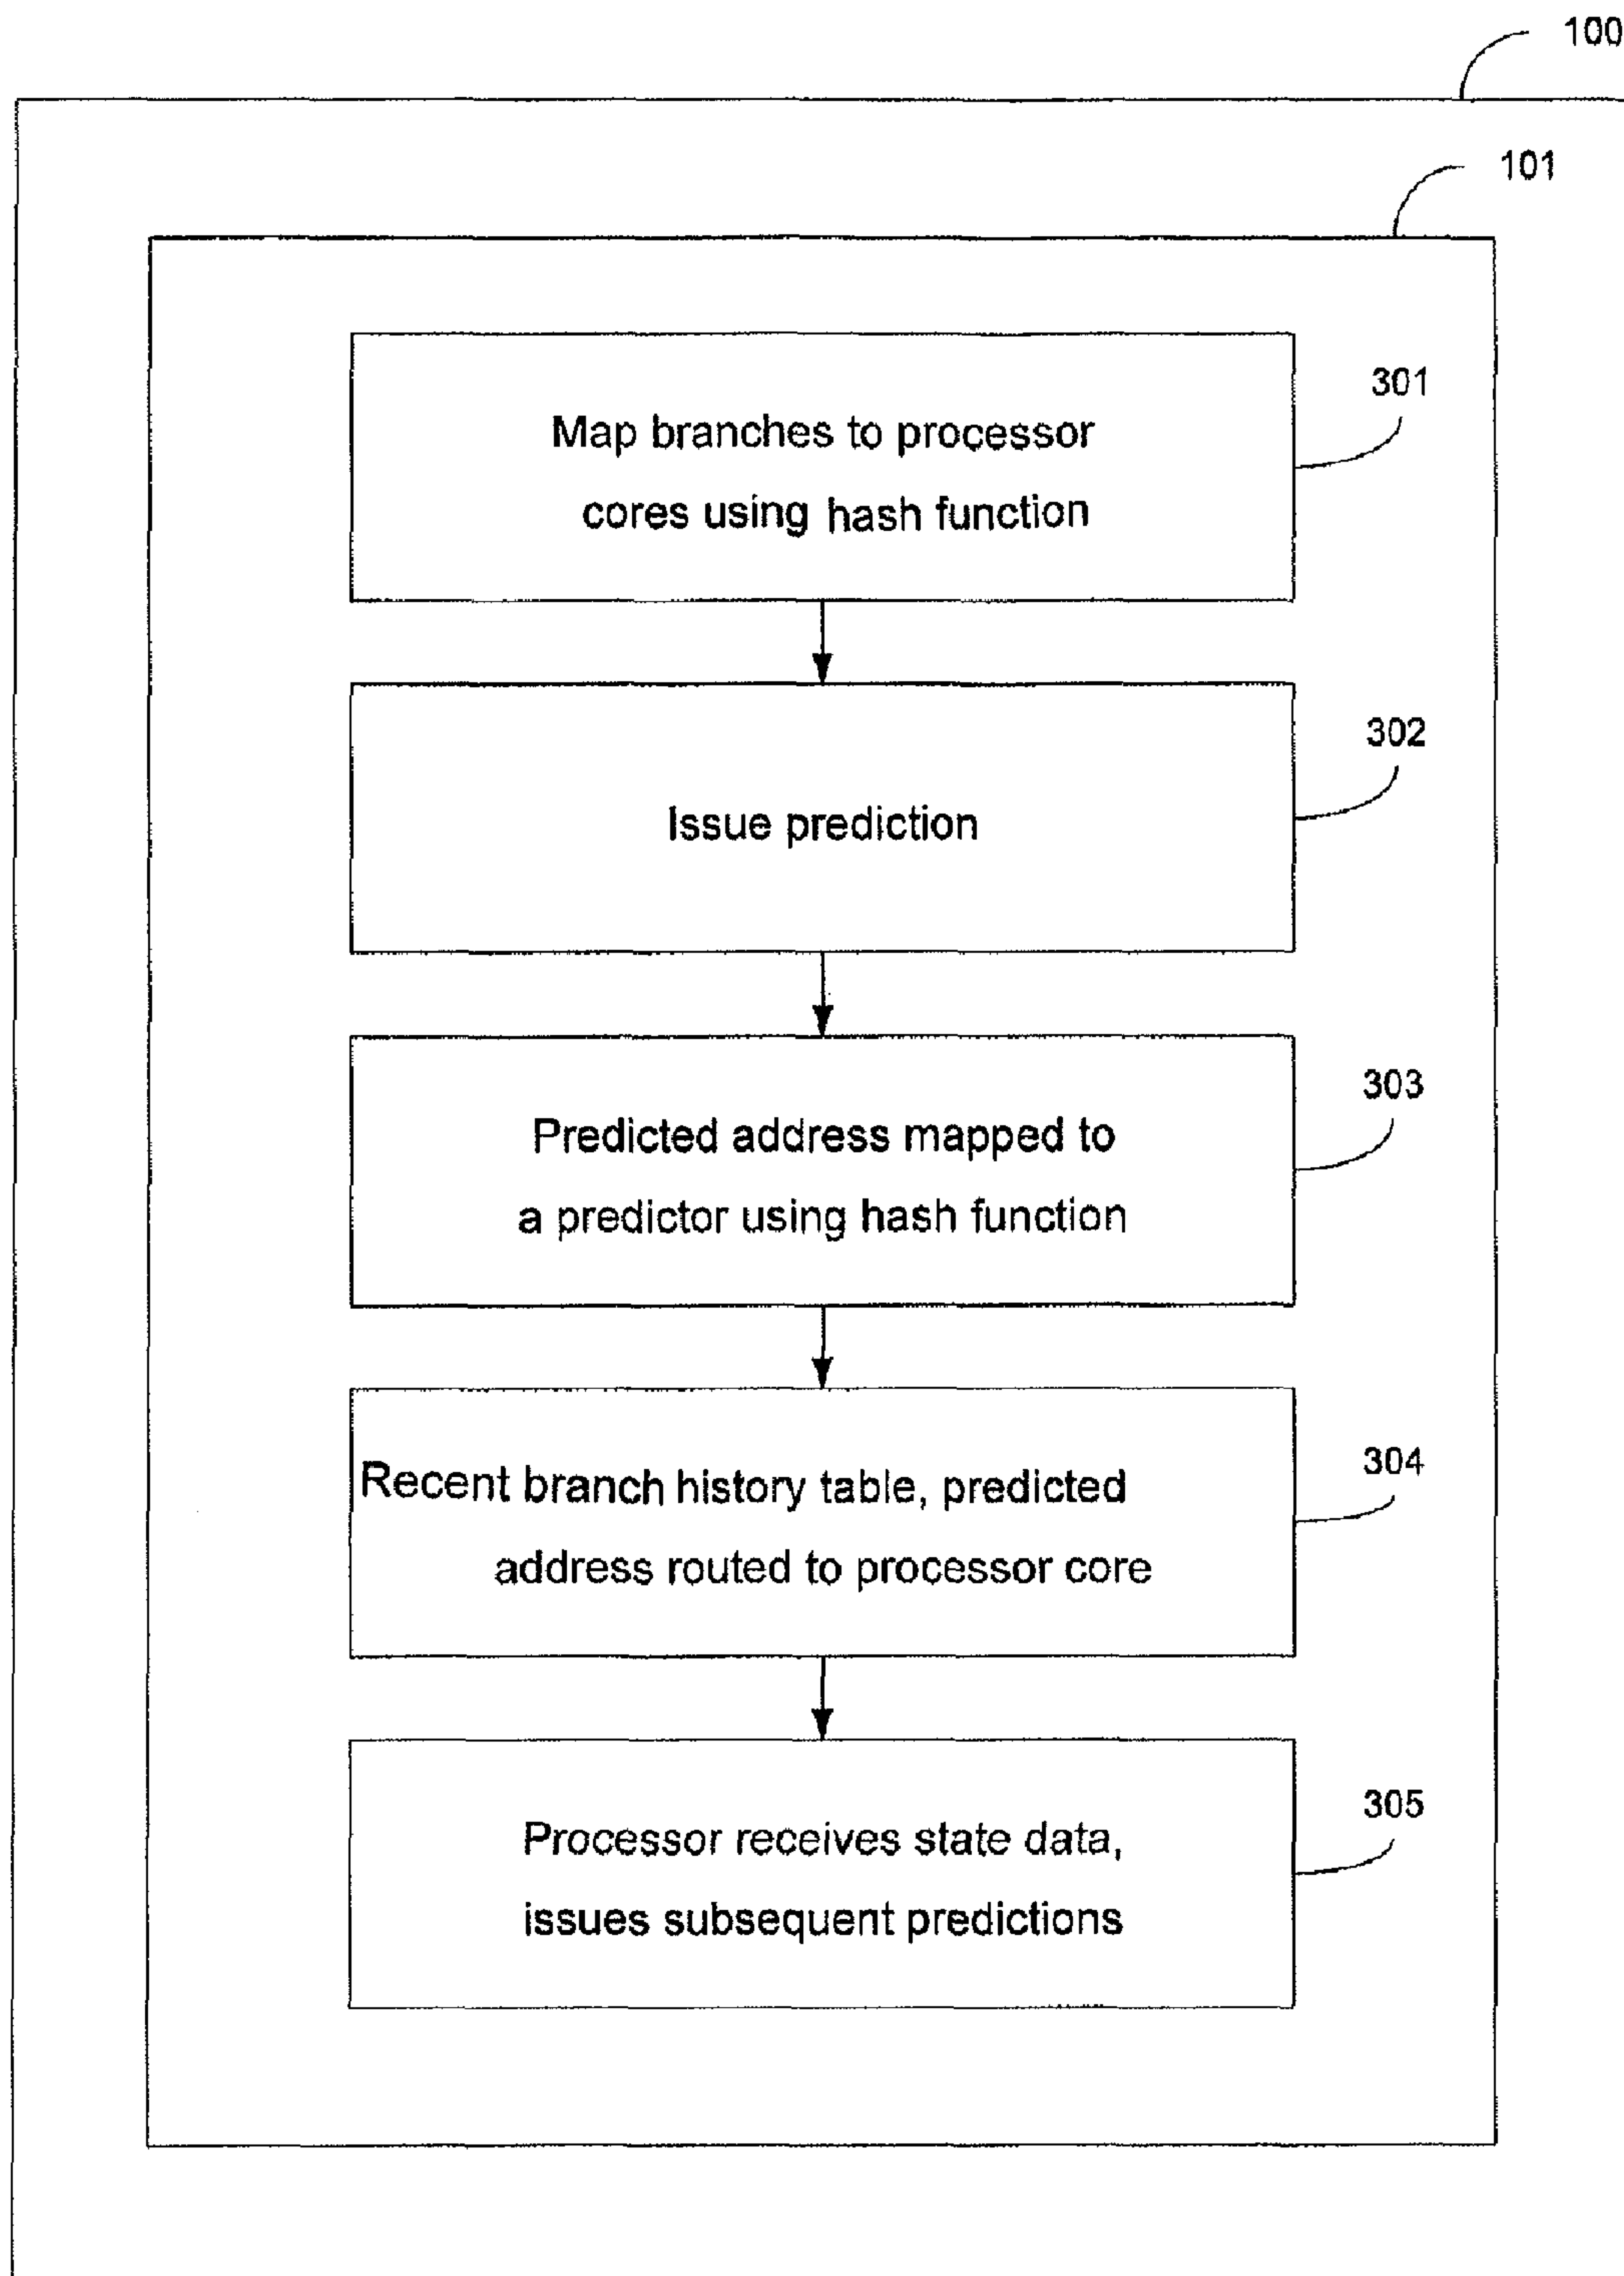 100
101
Map branches to processor
cores using hash function
301
Issue prediction
302
Predicted address mapped to
a predictor using hash function
303
Recent branch history table, predicted
address routed to processor core
304
Processor receives state data,
issues subsequent predictions
305